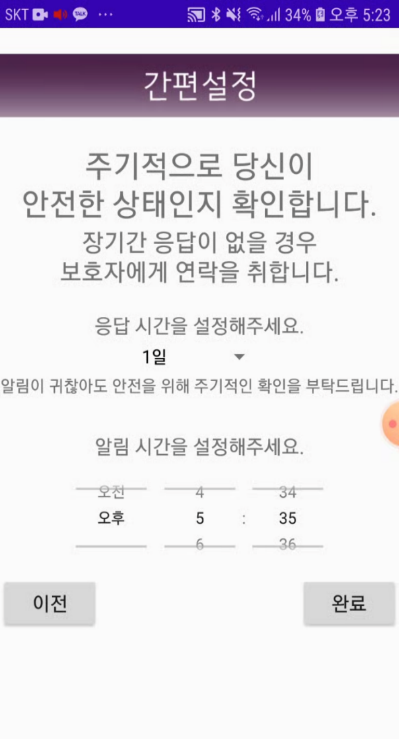 SKT TALK ... 34% 오후 5:23
간편설정
주기적으로 당신이
안전한 상태인지 확인합니다.
장기간 응답이 없을 경우
보호자에게 연락을 취합니다.
응답 시간을 설정해주세요.
1일
알림이 귀찮아도 안전을 위해 주기적인 확인을 부탁드립니다.
알림 시간을 설정해주세요.
오전 4 34
오후 5 : 35
6 36
이전 완료